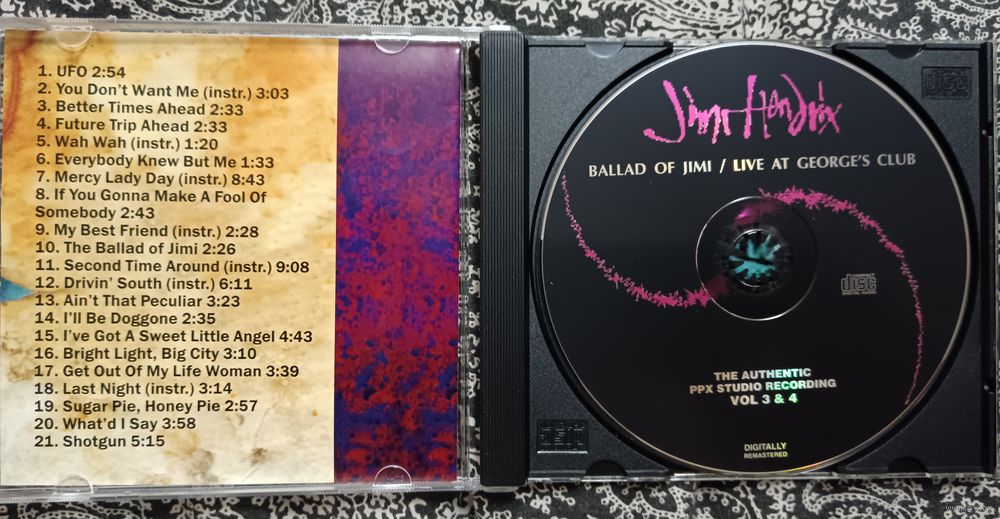 1. UFO 2:54
2. You Don't Want Me (instr.) 3:03
3. Better Times Ahead 2:33
4. Future Trip Ahead 2:33
5. Wah Wah (instr.) 1:20
6. Everybody Knew But Me 1:33
7. Mercy Lady Day (instr.) 8:43
8. If You Gonna Make A Fool Of
Somebody 2:43
9. My Best Friend (instr.) 2:28
10. The Ballad of Jimi 2:26
11. Second Time Around (instr.) 9:08
12. Drivin' South (instr.) 6:11
13. Ain't That Peculiar 3:23
14. I'll Be Doggone 2:35
15. I've Got A Sweet Little Angel 4:43
16. Bright Light, Big City 3:10
17. Get Out Of My Life Woman 3:39
18. Last Night (instr.) 3:14
19. Sugar Pie, Honey Pie 2:57
20. What'd I Say 3:58
21. Shotgun 5:15
Jimi Hendrix
BALLAD OF JIMI / LIVE AT GEORGE'S CLUB
COMPACT
disc
DIGITAL AUDIO
THE AUTHENTIC
PPX STUDIO RECORDING
VOL 3 & 4
DIGITALLY
REMASTERED